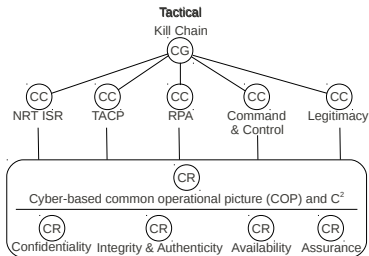 Tactical
Kill Chain
CG
CC CC CC CC CC
NRT ISR TACP RPA Command & Control Legitimacy
CR
Cyber-based common operational picture (COP) and C²
CR CR CR CR
Confidentiality Integrity & Authenticity Availability Assurance